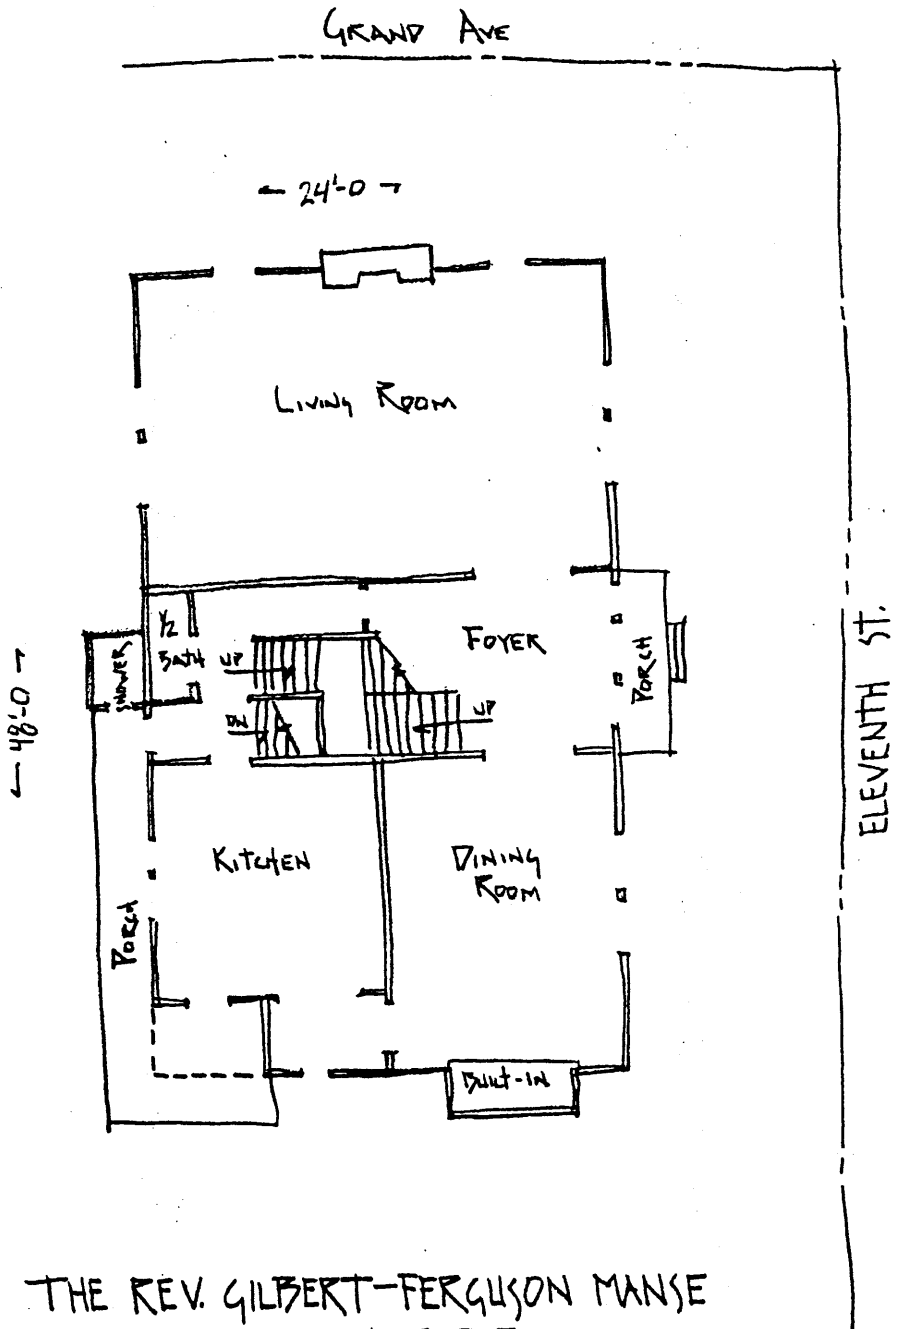 GRAND AVE
24'-0
LIVING ROOM
1/2
BATH
SHOWER
UP
DN
UP
FOYER
PORCH
48'-0
ELEVENTH ST.
KITCHEN
DINING
ROOM
PORCH
BUILT-IN
THE REV. GILBERT-FERGUSON MANSE